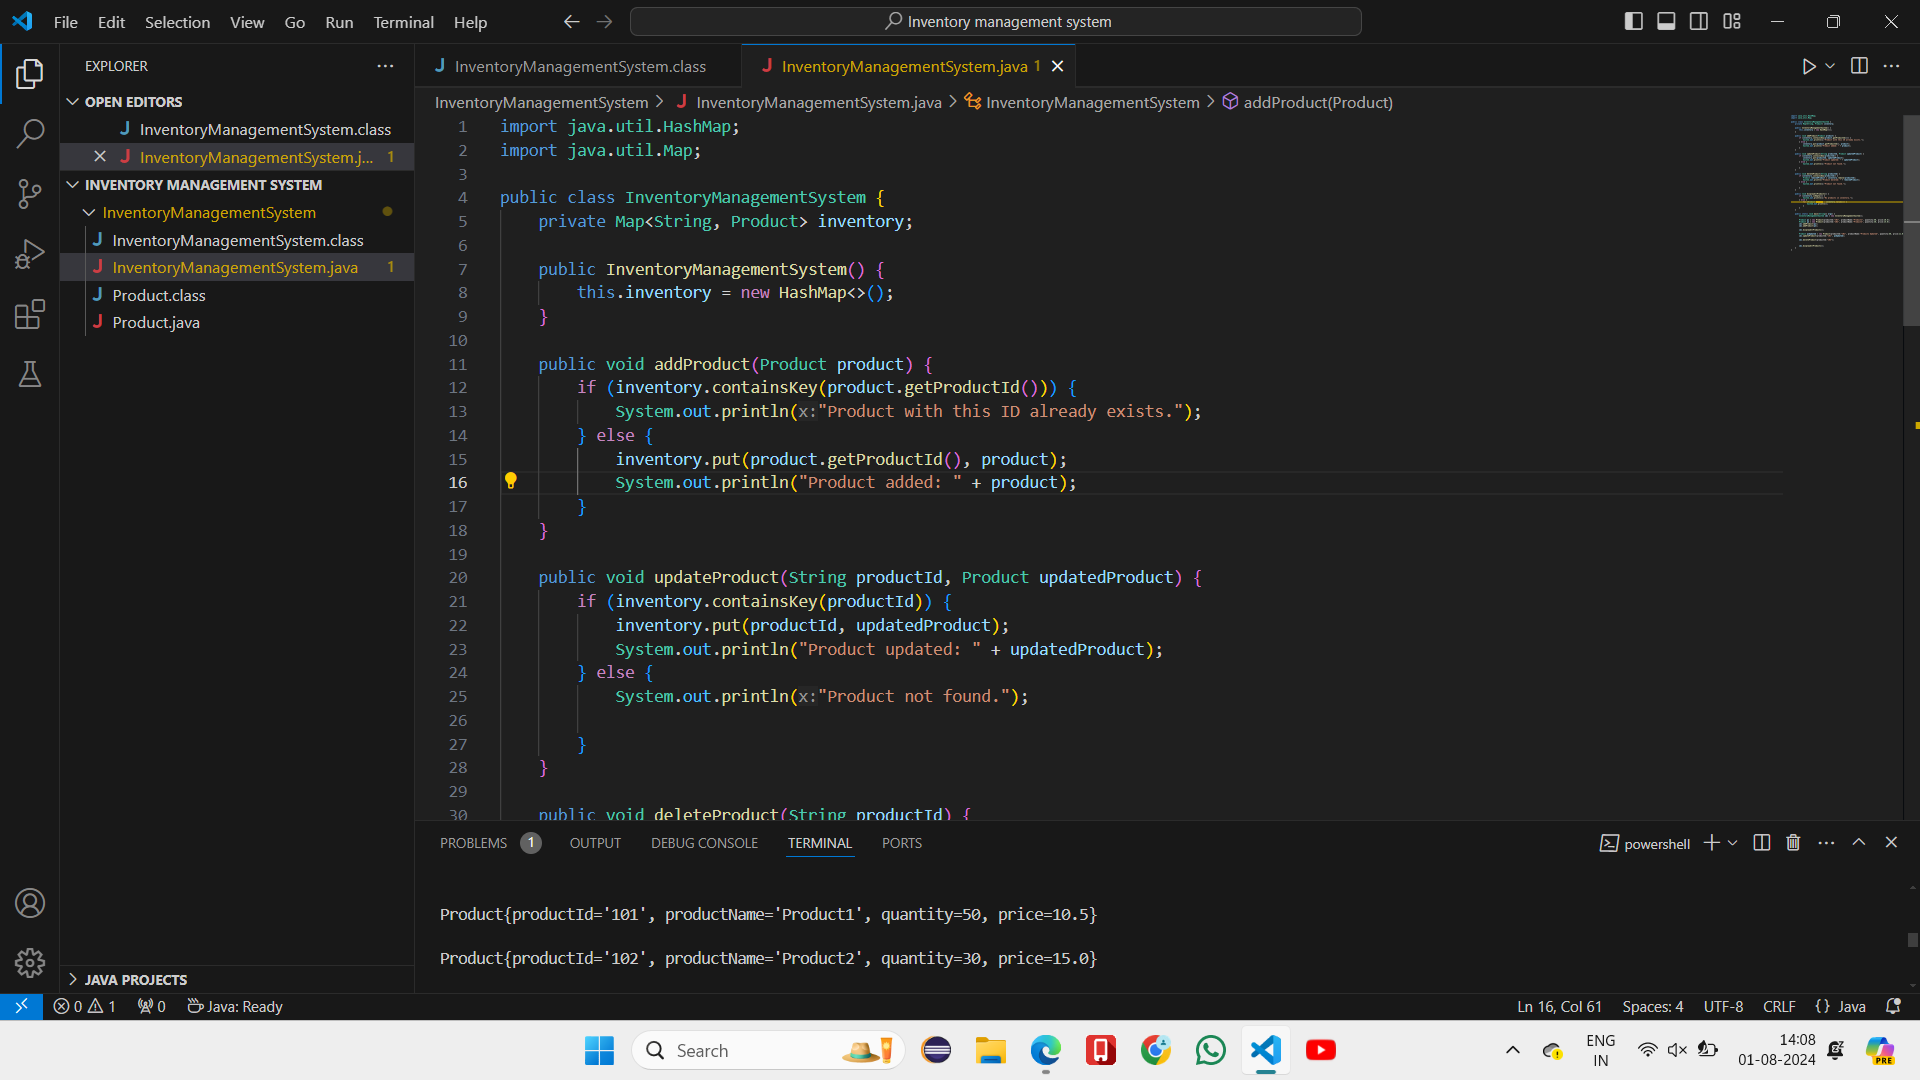 File Edit Selection View Go Run Terminal Help
Inventory management system
EXPLORER
OPEN EDITORS
InventoryManagementSystem.class
InventoryManagementSystem.j... 1
INVENTORY MANAGEMENT SYSTEM
InventoryManagementSystem
InventoryManagementSystem.class
InventoryManagementSystem.java 1
Product.class
Product.java
JAVA PROJECTS
InventoryManagementSystem.class
InventoryManagementSystem.java 1
InventoryManagementSystem > InventoryManagementSystem.java > InventoryManagementSystem > addProduct(Product)
1 import java.util.HashMap;
2 import java.util.Map;
3
4 public class InventoryManagementSystem {
5 private Map<String, Product> inventory;
6
7 public InventoryManagementSystem() {
8 this.inventory = new HashMap<>();
9 }
10
11 public void addProduct(Product product) {
12 if (inventory.containsKey(product.getProductId())) {
13 System.out.println(x:"Product with this ID already exists.");
14 } else {
15 inventory.put(product.getProductId(), product);
16 System.out.println("Product added: " + product);
17 }
18 }
19
20 public void updateProduct(String productId, Product updatedProduct) {
21 if (inventory.containsKey(productId)) {
22 inventory.put(productId, updatedProduct);
23 System.out.println("Product updated: " + updatedProduct);
24 } else {
25 System.out.println(x:"Product not found.");
26
27 }
28 }
29
30 public void deleteProduct(String productId) {
PROBLEMS 1 OUTPUT DEBUG CONSOLE TERMINAL PORTS
powershell
Product{productId='101', productName='Product1', quantity=50, price=10.5}
Product{productId='102', productName='Product2', quantity=30, price=15.0}
0 1 0 Java: Ready
Ln 16, Col 61 Spaces: 4 UTF-8 CRLF {} Java
Search
ENG
IN
14:08
01-08-2024
PRE